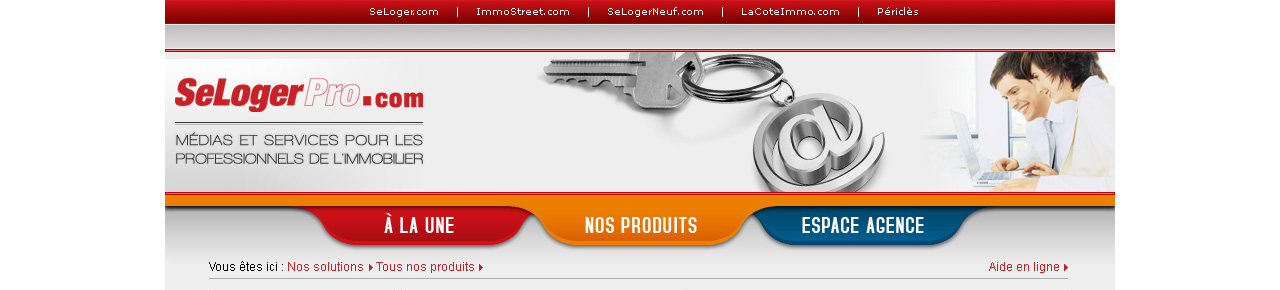 SeLoger.com | ImmoStreet.com | SeLogerNeuf.com | LaCoteImmo.com | Périclès
SeLogerPro.com
MÉDIAS ET SERVICES POUR LES
PROFESSIONNELS DE L'IMMOBILIER
@
À LA UNE NOS PRODUITS ESPACE AGENCE
Vous êtes ici : Nos solutions Tous nos produits Aide en ligne